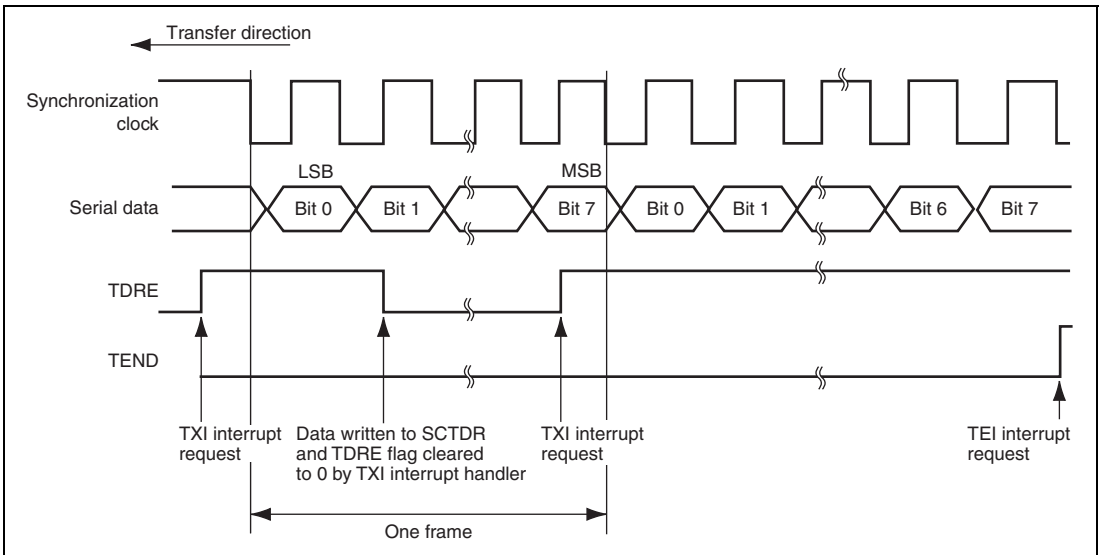 Transfer direction
Synchronization
clock
LSB
MSB
Serial data
Bit 0
Bit 1
Bit 7
Bit 0
Bit 1
Bit 6
Bit 7
TDRE
TEND
TXI interrupt
request
Data written to SCTDR
and TDRE flag cleared
to 0 by TXI interrupt handler
TXI interrupt
request
TEI interrupt
request
One frame